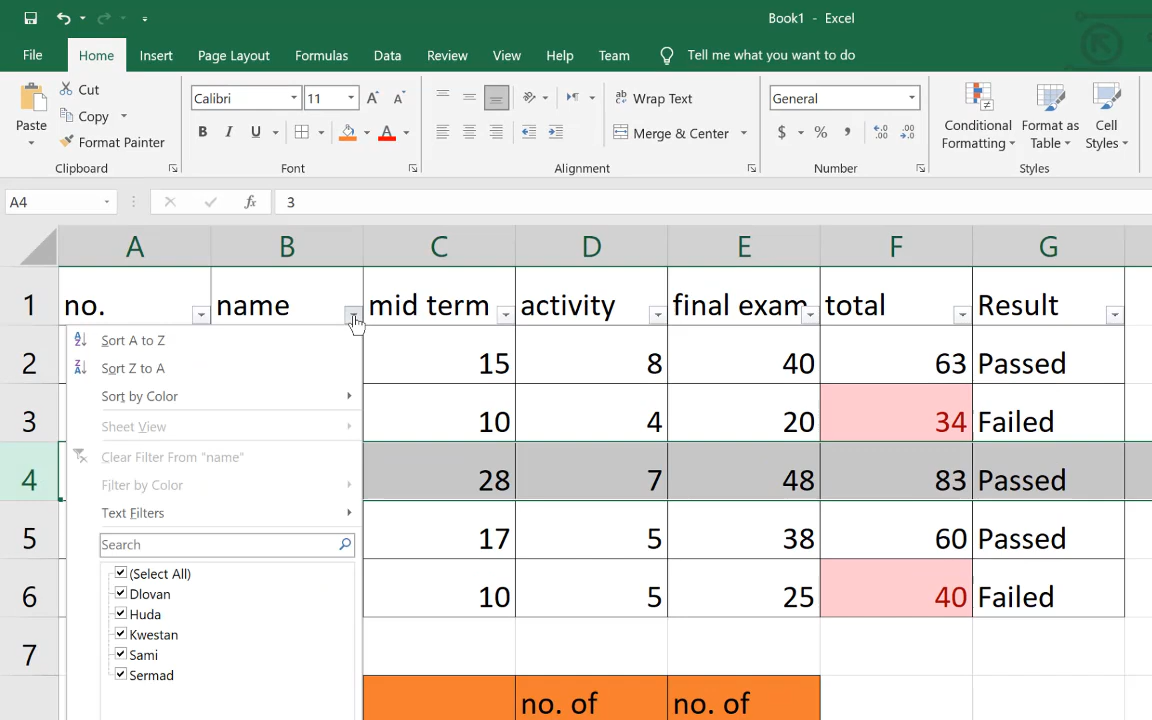 Book1 - Excel
File Home Insert Page Layout Formulas Data Review View Help Team Tell me what you want to do
Paste
Cut
Copy
Format Painter
Clipboard
Calibri 11
B I U A
Font
ab Wrap Text
Merge & Center
Alignment
General
$ % ,
Number
Conditional Formatting
Format as Table
Cell Styles
Styles
A4 fx 3
A B C D E F G
1 no. name mid term activity final exam total Result
2 15 8 40 63 Passed
3 10 4 20 34 Failed
4 28 7 48 83 Passed
5 17 5 38 60 Passed
6 10 5 25 40 Failed
7
no. of no. of
Sort A to Z
Sort Z to A
Sort by Color
Sheet View
Clear Filter From "name"
Filter by Color
Text Filters
Search
(Select All)
Dlovan
Huda
Kwestan
Sami
Sermad